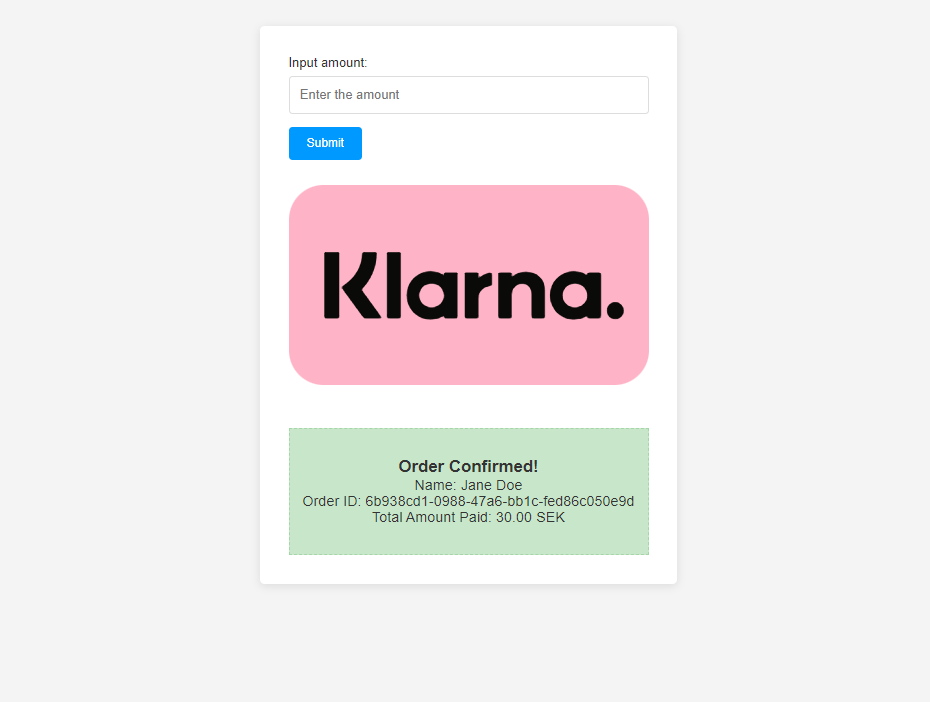 Input amount:
Enter the amount
Submit
Klarna.
Order Confirmed!
Name: Jane Doe
Order ID: 6b938cd1-0988-47a6-bb1c-fed86c050e9d
Total Amount Paid: 30.00 SEK